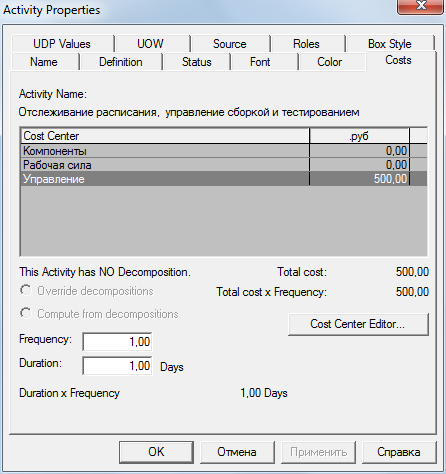 Activity Properties
UDP Values UOW Source Roles Box Style
Name Definition Status Font Color Costs
Activity Name:
Отслеживание расписания, управление сборкой и тестированием
Cost Center .руб
Компоненты 0,00
Рабочая сила 0,00
Управление 500,00
This Activity has NO Decomposition. Total cost: 500,00
Override decompositions Total cost x Frequency: 500,00
Compute from decompositions
Cost Center Editor...
Frequency: 1,00
Duration: 1,00 Days
Duration x Frequency 1,00 Days
OK Отмена Применить Справка